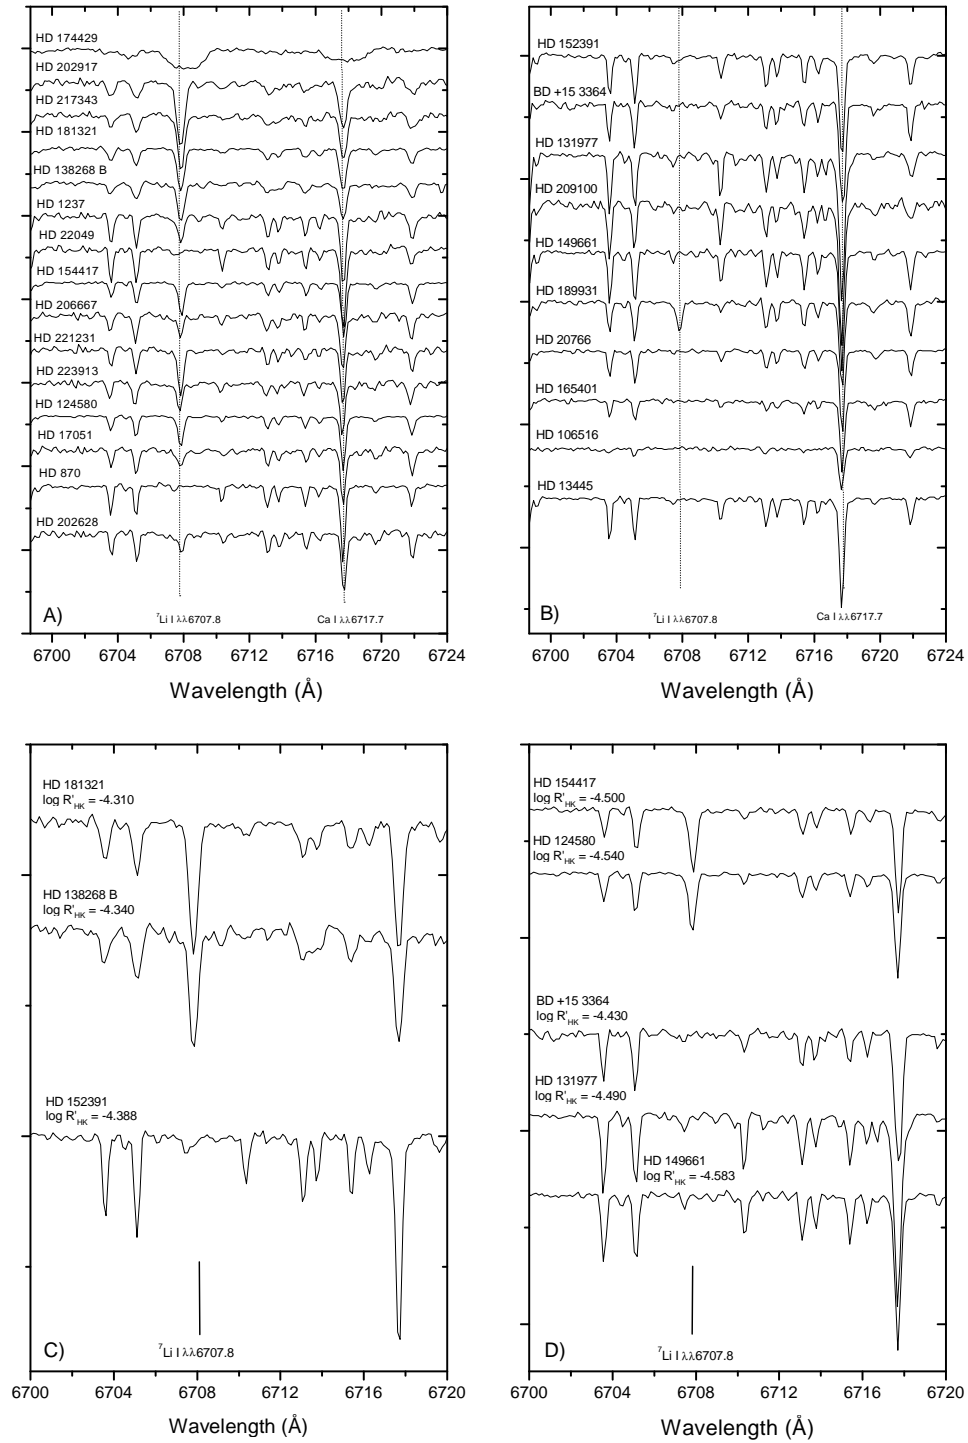 HD 174429
HD 202917
HD 217343
HD 181321
HD 138268 B
HD 1237
HD 22049
HD 154417
HD 206667
HD 221231
HD 223913
HD 124580
HD 17051
HD 870
HD 202628
A)
⁷Li I λλ6707.8
Ca I λλ6717.7
6700 6704 6708 6712 6716 6720 6724
Wavelength (Å)
HD 152391
BD +15 3364
HD 131977
HD 209100
HD 149661
HD 189931
HD 20766
HD 165401
HD 106516
HD 13445
B)
⁷Li I λλ6707.8
Ca I λλ6717.7
6700 6704 6708 6712 6716 6720 6724
Wavelength (Å)
HD 181321
log R'HK = -4.310
HD 138268 B
log R'HK = -4.340
HD 152391
log R'HK = -4.388
C)
⁷Li I λλ6707.8
6700 6704 6708 6712 6716 6720
Wavelength (Å)
HD 154417
log R'HK = -4.500
HD 124580
log R'HK = -4.540
BD +15 3364
log R'HK = -4.430
HD 131977
log R'HK = -4.490
HD 149661
log R'HK = -4.583
D)
⁷Li I λλ6707.8
6700 6704 6708 6712 6716 6720
Wavelength (Å)